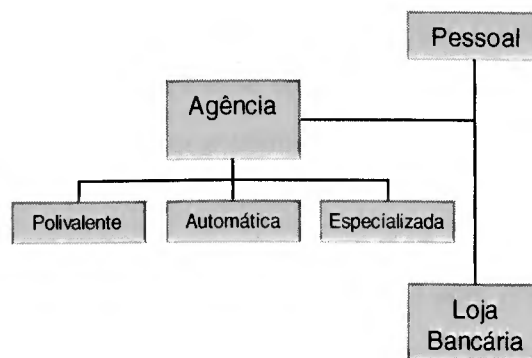 Pessoal
Agência
Polivalente
Automática
Especializada
Loja
Bancária